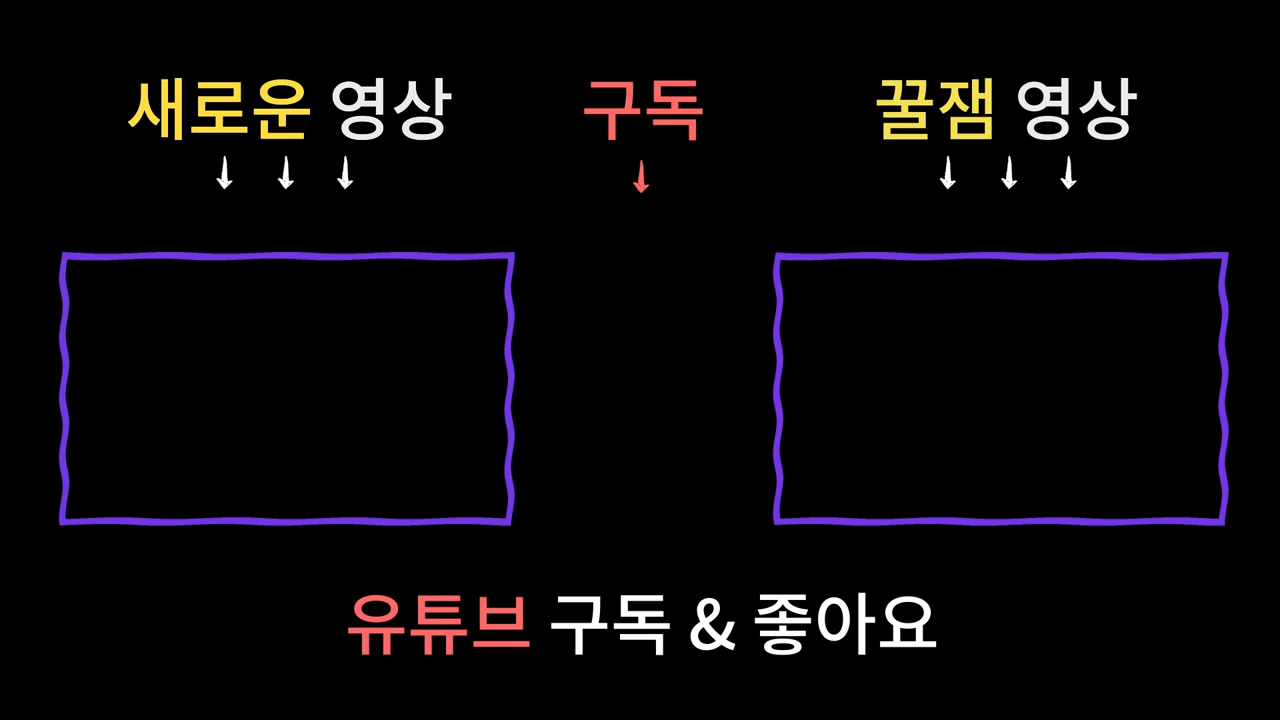 새로운 영상
구독
꿀잼 영상
유튜브 구독 & 좋아요